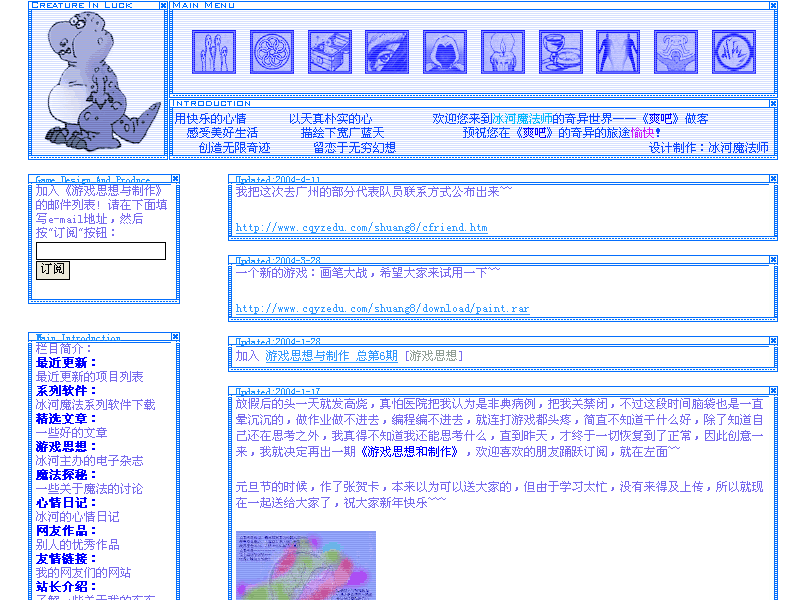 Creature In Luck
Main Menu
Introduction
用快乐的心情 以天真朴实的心 欢迎您来到冰河魔法师的奇异世界——《爽吧》做客
感受美好生活 描绘下宽广蓝天 预祝您在《爽吧》的奇异的旅途愉快！
创造无限奇迹 留恋于无穷幻想 设计制作：冰河魔法师
Game Design And Produce
加入《游戏思想与制作》
的邮件列表！请在下面填
写e-mail地址，然后
按“订阅”按钮：
订阅
Main Introduction
栏目简介：
最近更新：
最近更新的项目列表
系列软件：
冰河魔法系列软件下载
精选文章：
一些好的文章
游戏思想：
冰河主办的电子杂志
魔法探秘：
一些关于魔法的讨论
心情日记：
冰河的心情日记
网友作品：
别人的优秀作品
友情链接：
我的网友们的网站
站长介绍：
了解一些关于我的东东
Updated:2004-4-11
我把这次去广州的部分代表队员联系方式公布出来~~
http://www.cqyzedu.com/shuang8/cfriend.htm
Updated:2004-3-28
一个新的游戏：画笔大战，希望大家来试用一下~~
http://www.cqyzedu.com/shuang8/download/paint.rar
Updated:2004-1-28
加入 游戏思想与制作 总第6期 [游戏思想]
Updated:2004-1-17
放假后的头一天就发高烧，真怕医院把我认为是非典病例，把我关禁闭，不过这段时间脑袋也是一直
晕沉沉的，做作业做不进去，编程编不进去，就连打游戏都头疼，简直不知道干什么好，除了知道自
己还在思考之外，我真得不知道我还能思考什么，直到昨天，才终于一切恢复到了正常，因此创意一
来，我就决定再出一期《游戏思想和制作》，欢迎喜欢的朋友踊跃订阅，就在左面~~
元旦节的时候，作了张贺卡，本来以为可以送大家的，但由于学习太忙，没有来得及上传，所以就现
在一起送给大家了，祝大家新年快乐~~~